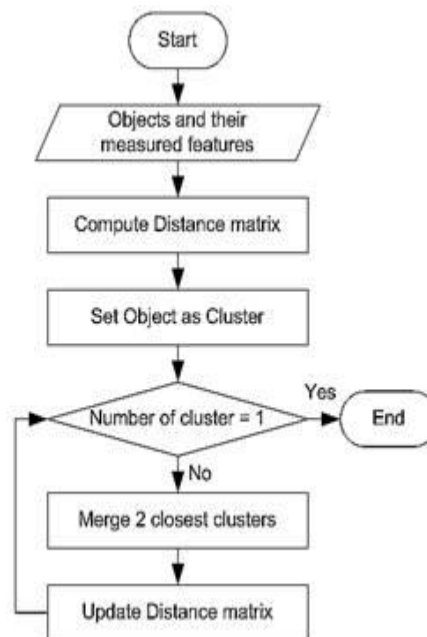 Start
Objects and their
measured features
Compute Distance matrix
Set Object as Cluster
Number of cluster = 1
Yes
End
No
Merge 2 closest clusters
Update Distance matrix